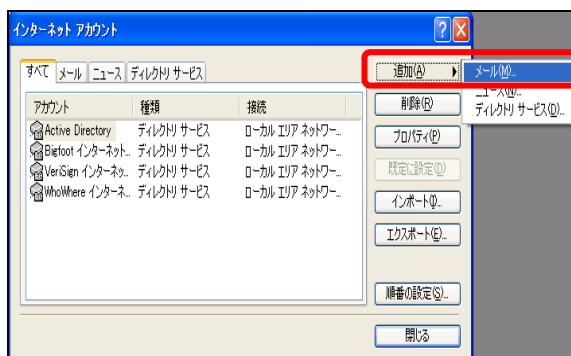 インターネット アカウント
すべて メール ニュース ディレクトリ サービス
追加(A)
メール(M)...
ニュース(N)...
ディレクトリ サービス(D)...
アカウント 種類 接続
Active Directory ディレクトリ サービス ローカル エリア ネットワー...
Bigfoot インターネット... ディレクトリ サービス ローカル エリア ネットワー...
VeriSign インターネッ... ディレクトリ サービス ローカル エリア ネットワー...
WhoWhere インターネ... ディレクトリ サービス ローカル エリア ネットワー...
削除(R)
プロパティ(P)
既定に設定(D)
インポート(I)...
エクスポート(E)...
順番の設定(S)...
閉じる